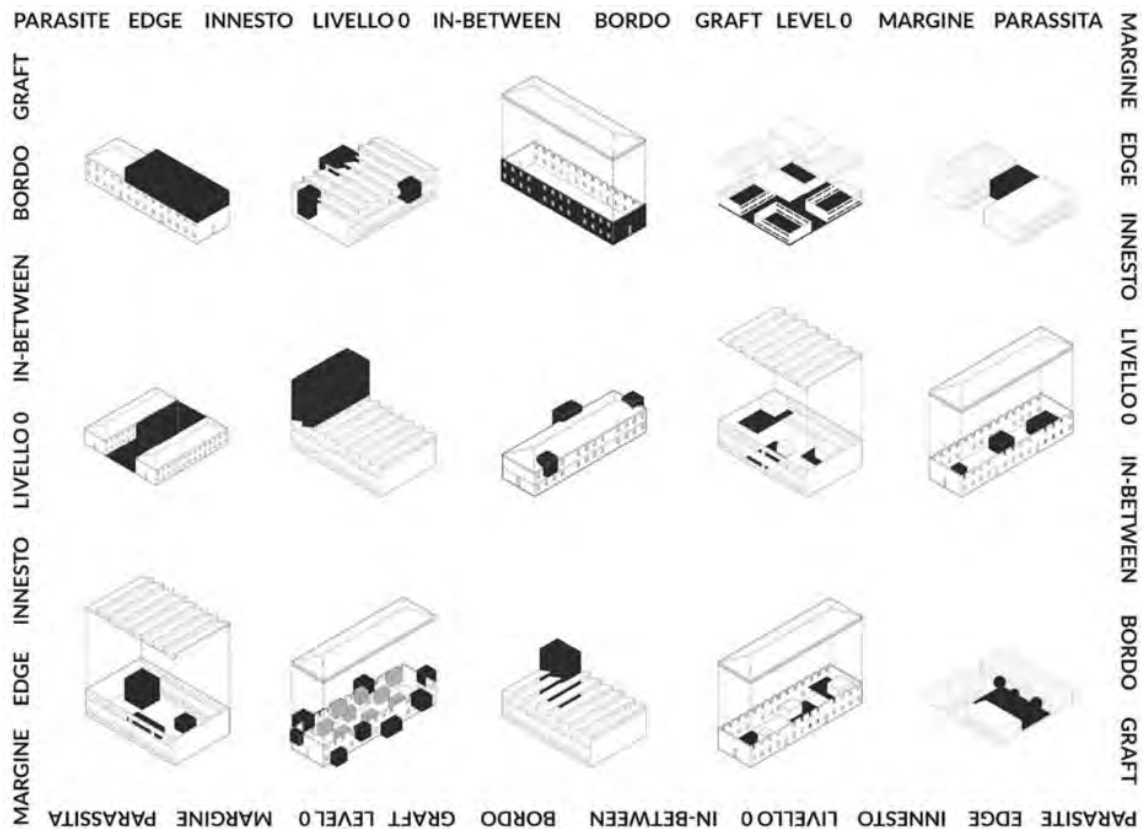 PARASITE EDGE INNESTO LIVELLO 0 IN-BETWEEN BORDO GRAFT LEVEL 0 MARGINE PARASSITA
MARGINE EDGE INNESTO LIVELLO 0 IN-BETWEEN BORDO GRAFT
PARASITE EDGE INNESTO LIVELLO 0 IN-BETWEEN BORDO GRAFT LEVEL 0 MARGINE PARASSITA
MARGINE EDGE INNESTO LIVELLO 0 IN-BETWEEN BORDO GRAFT